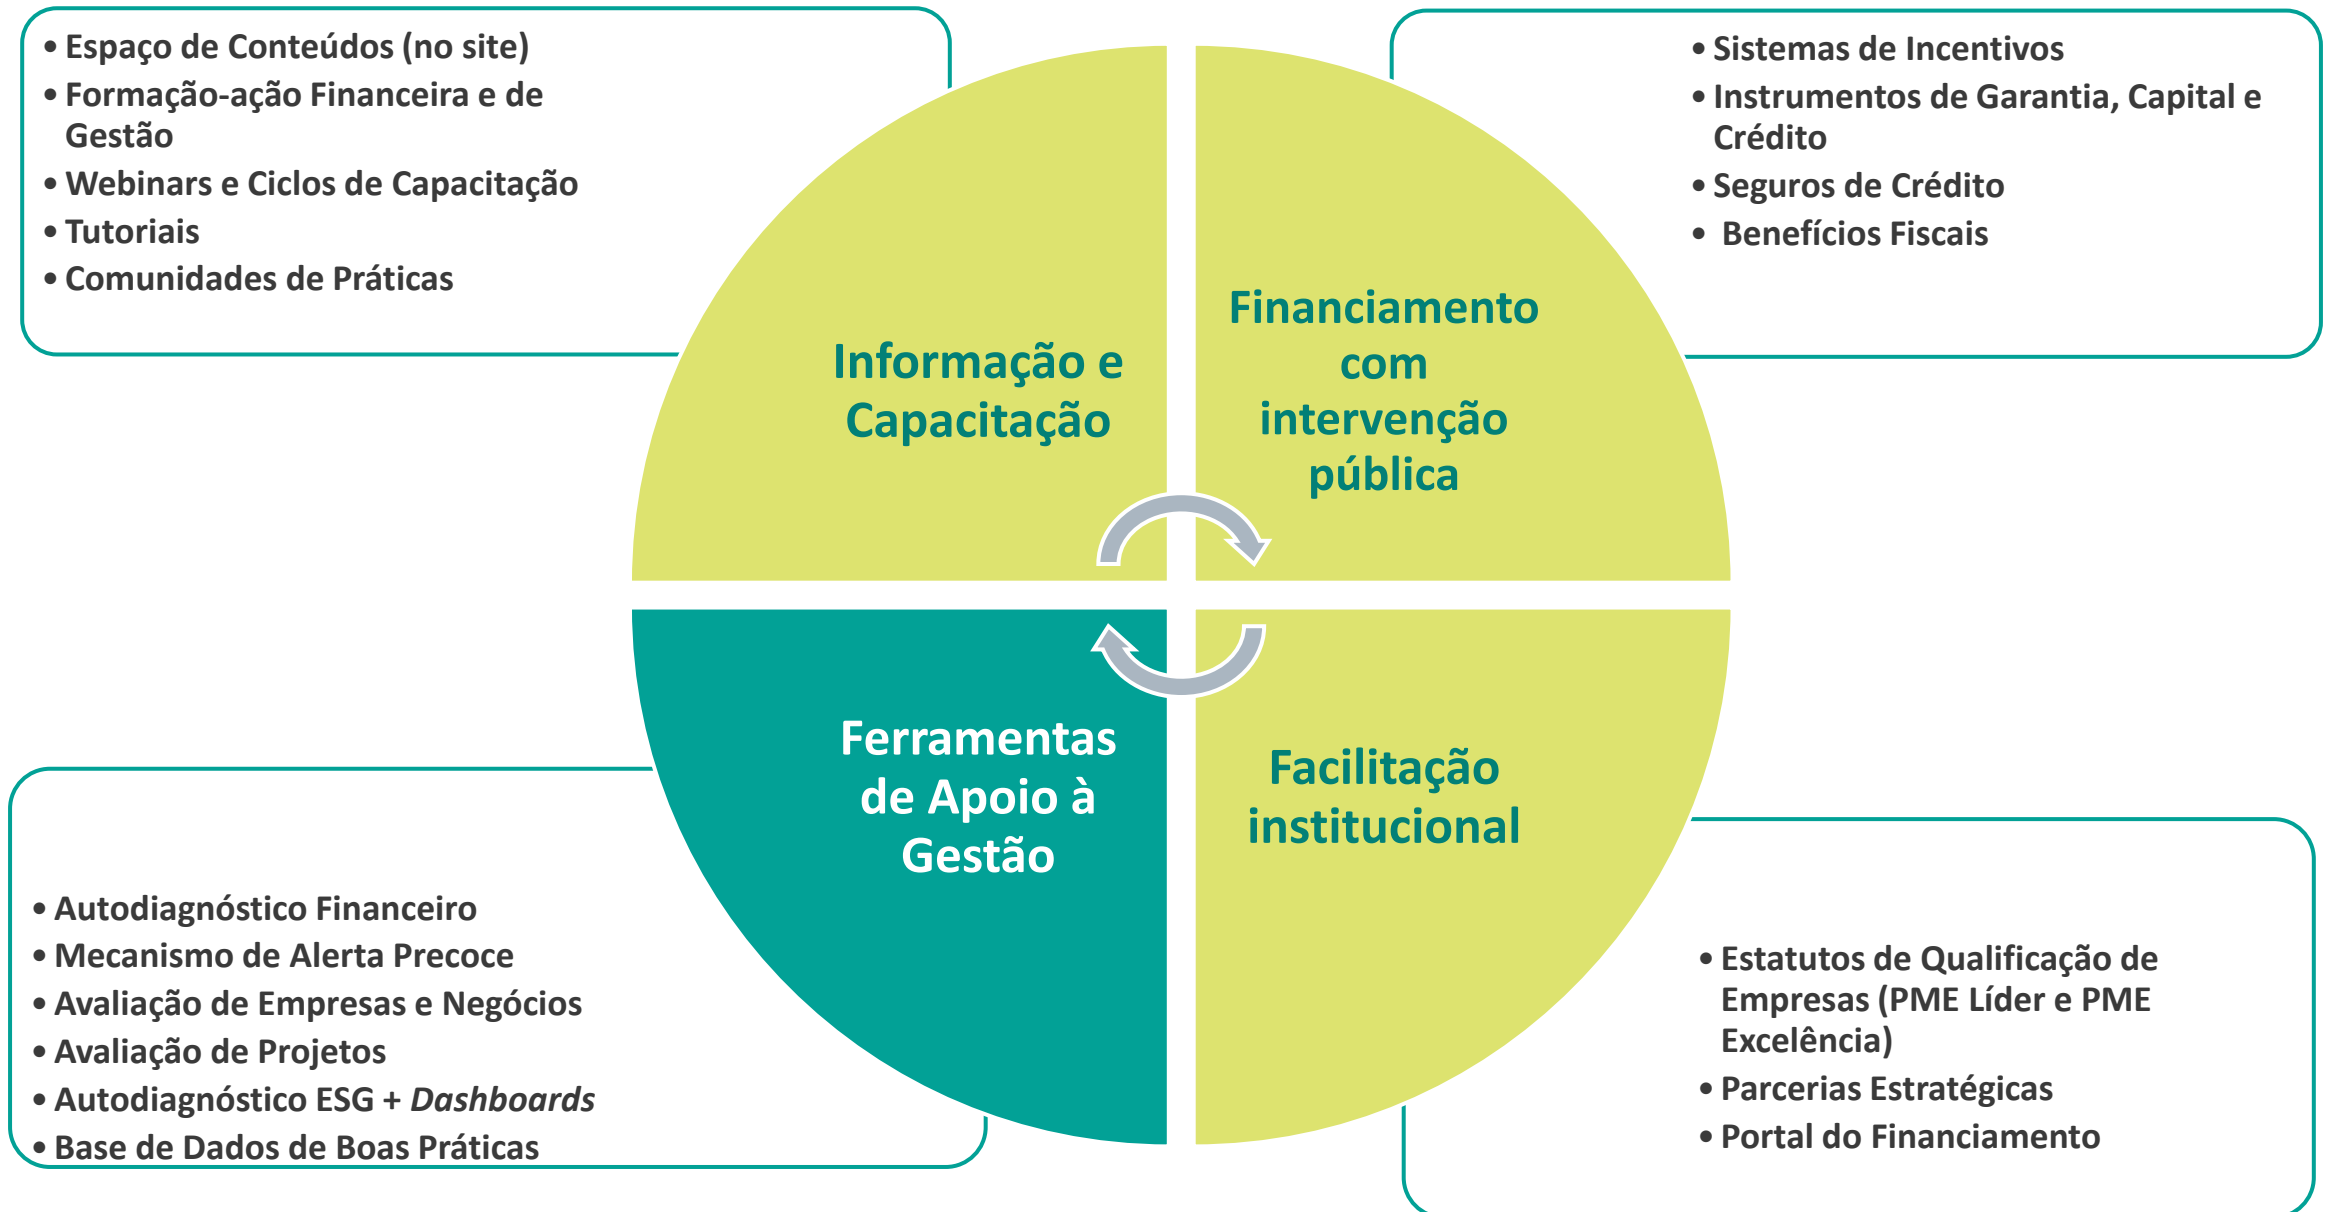 • Espaço de Conteúdos (no site)
• Formação-ação Financeira e de
Gestão
• Webinars e Ciclos de Capacitação
• Tutoriais
• Comunidades de Práticas
• Sistemas de Incentivos
• Instrumentos de Garantia, Capital e
Crédito
• Seguros de Crédito
• Benefícios Fiscais
Informação e
Capacitação
Financiamento
com
intervenção
pública
Ferramentas
de Apoio à
Gestão
Facilitação
institucional
• Autodiagnóstico Financeiro
• Mecanismo de Alerta Precoce
• Avaliação de Empresas e Negócios
• Avaliação de Projetos
• Autodiagnóstico ESG + Dashboards
• Base de Dados de Boas Práticas
• Estatutos de Qualificação de
Empresas (PME Líder e PME
Excelência)
• Parcerias Estratégicas
• Portal do Financiamento